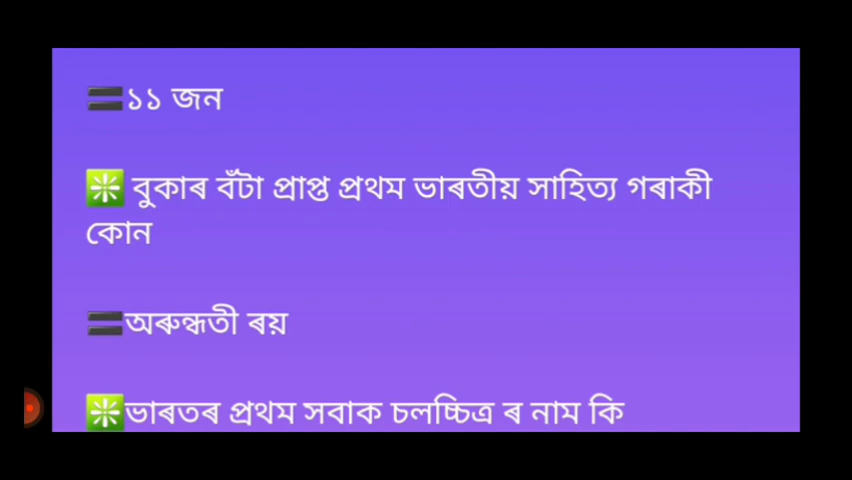 =১১ জন
✳️ বুকাৰ বঁটা প্ৰাপ্ত প্ৰথম ভাৰতীয় সাহিত্য গৰাকী
কোন
=অৰুন্ধতী ৰয়
✳️ভাৰতৰ প্ৰথম সবাক চলচ্চিত্ৰ ৰ নাম কি